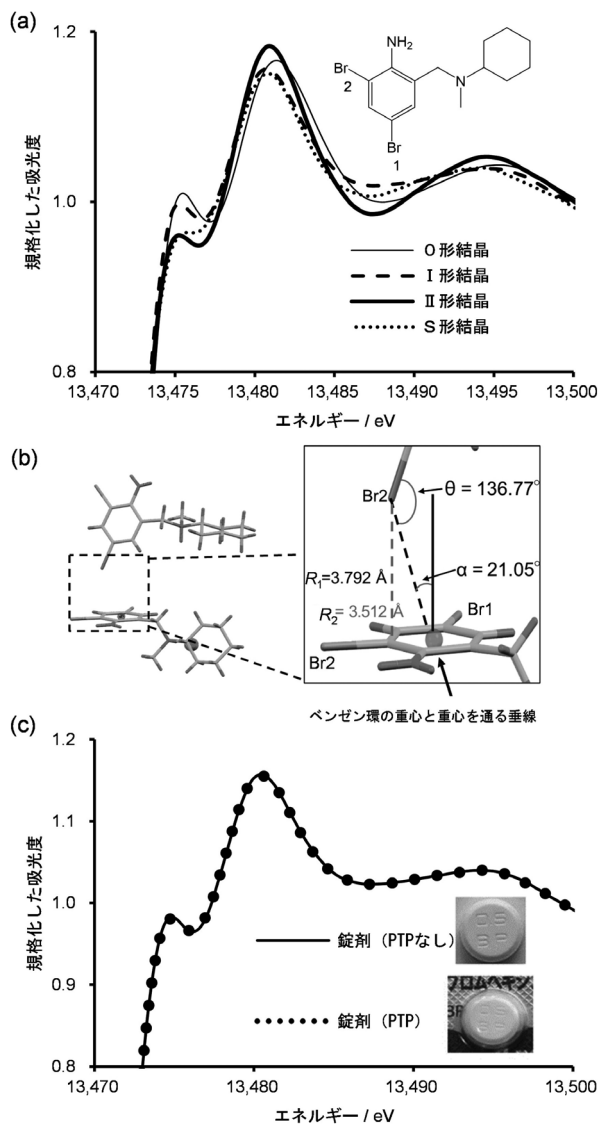 (a)
1.2
1.0
0.8
規格化した吸光度
NH₂
Br
2
N
Br
1
O 形結晶
I 形結晶
II 形結晶
S 形結晶
13,470 13,475 13,480 13,485 13,490 13,495 13,500
エネルギー / eV
(b)
Br2
θ = 136.77°
R₁=3.792 Å
α = 21.05°
R₂ = 3.512 Å
Br1
Br2
ベンゼン環の重心と重心を通る垂線
(c)
1.2
1.1
1.0
0.9
0.8
規格化した吸光度
錠剤（PTPなし）
錠剤（PTP）
13,470 13,480 13,490 13,500
エネルギー / eV